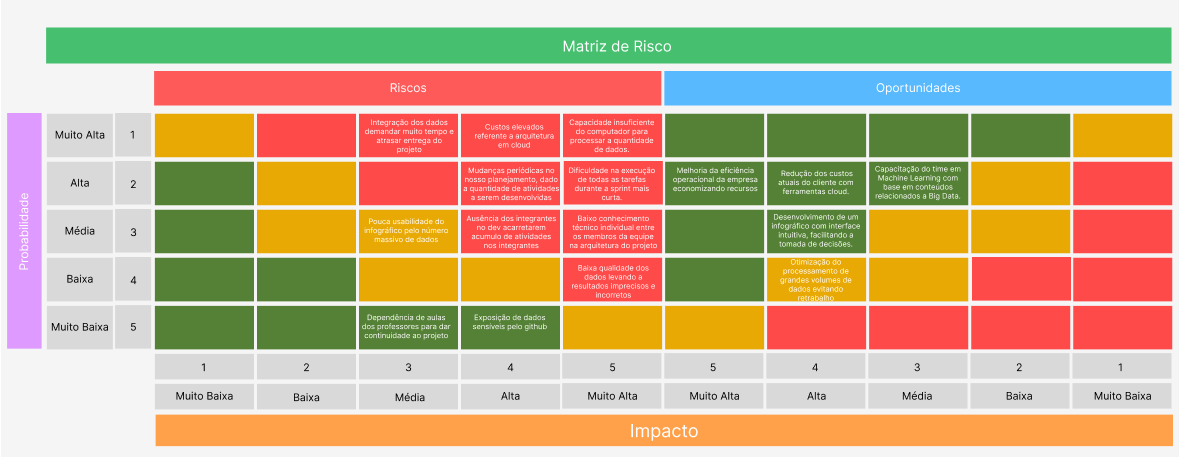 Matriz de Risco
Riscos
Oportunidades
Probabilidade
Muito Alta
1
Integração dos dados
demandar muito tempo e
atrasar entrega do
projeto
Custos elevados
referente a arquitetura
em cloud
Capacidade insuficiente
do computador para
processar a quantidade
de dados.
Alta
2
Mudanças periódicas no
nosso planejamento, dado
a quantidade de atividades
a serem desenvolvidas
Dificuldade na execução
de todas as tarefas
durante a sprint mais
curta.
Melhoria da eficiência
operacional da empresa
economizando recursos
Redução dos custos
atuais do cliente com
ferramentas cloud.
Capacitação do time em
Machine Learning com
base em conteúdos
relacionados a Big Data.
Média
3
Pouca usabilidade do
infográfico pelo número
massivo de dados
Ausência dos integrantes
no dev acarretarem
acumulo de atividades
nos integrantes
Baixo conhecimento
técnico individual entre
os membros da equipe
na arquitetura do projeto
Desenvolvimento de um
infográfico com interface
intuitiva, facilitando a
tomada de decisões.
Baixa
4
Baixa qualidade dos
dados levando a
resultados imprecisos e
incorretos
Otimização do
processamento de
grandes volumes de
dados evitando
retrabalho
Muito Baixa
5
Dependência de aulas
dos professores para dar
continuidade ao projeto
Exposição de dados
sensíveis pelo github
1
2
3
4
5
5
4
3
2
1
Muito Baixa
Baixa
Média
Alta
Muito Alta
Muito Alta
Alta
Média
Baixa
Muito Baixa
Impacto